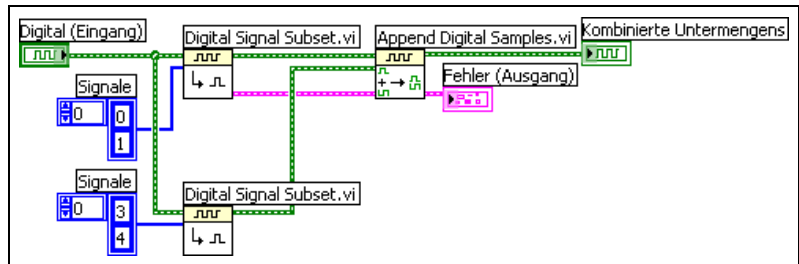 Digital (Eingang)
Digital Signal Subset.vi
Append Digital Samples.vi
Kombinierte Untermengens
Fehler (Ausgang)
Signale
0
0
1
Signale
0
3
4
Digital Signal Subset.vi